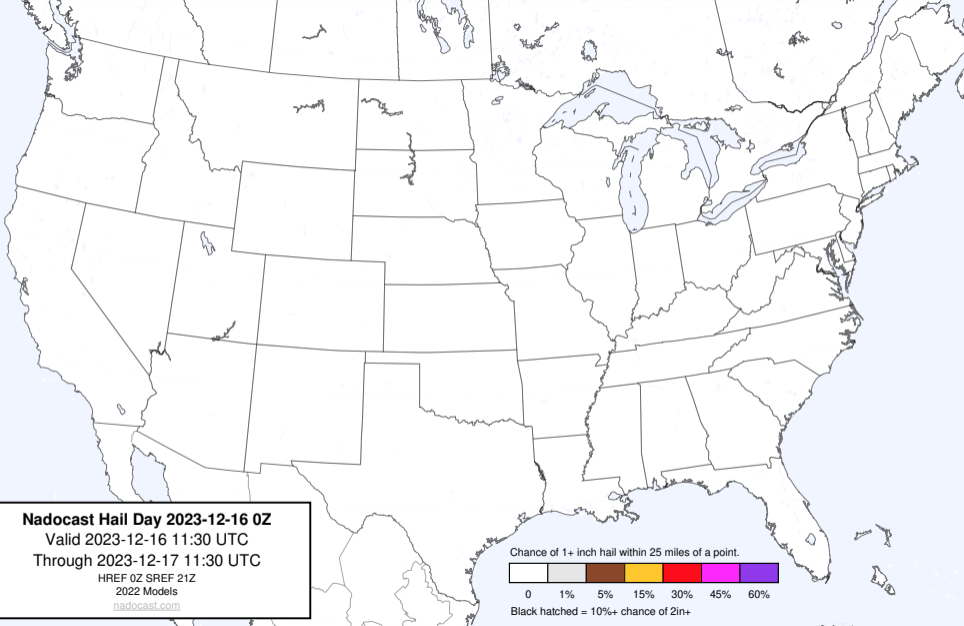 Nadocast Hail Day 2023-12-16 0Z
Valid 2023-12-16 11:30 UTC
Through 2023-12-17 11:30 UTC
HREF 0Z SREF 21Z
2022 Models
nadocast.com
Chance of 1+ inch hail within 25 miles of a point.
0 1% 5% 15% 30% 45% 60%
Black hatched = 10%+ chance of 2in+